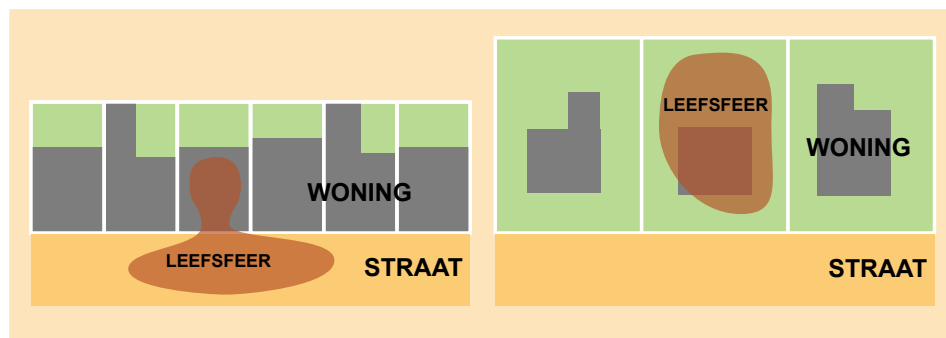 WONING
LEEFSFEER
STRAAT
LEEFSFEER
WONING
STRAAT